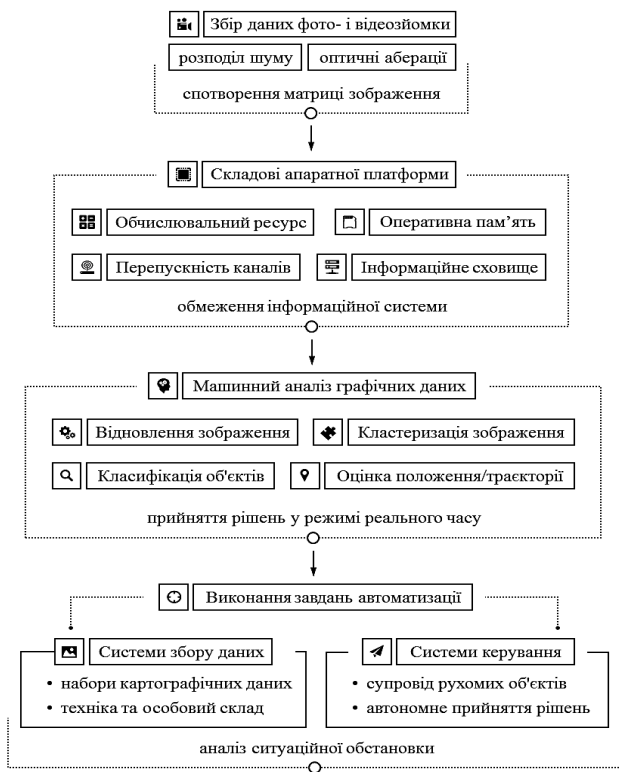 Збір даних фото- і відеозйомки
розподіл шуму оптичні аберації
спотворення матриці зображення
Складові апаратної платформи
Обчислювальний ресурс Оперативна пам’ять
Перепускність каналів Інформаційне сховище
обмеження інформаційної системи
Машинний аналіз графічних даних
Відновлення зображення Кластеризація зображення
Класифікація об'єктів Оцінка положення/траєкторії
прийняття рішень у режимі реального часу
Виконання завдань автоматизації
Системи збору даних Системи керування
• набори картографічних даних • супровід рухомих об'єктів
• техніка та особовий склад • автономне прийняття рішень
аналіз ситуаційної обстановки